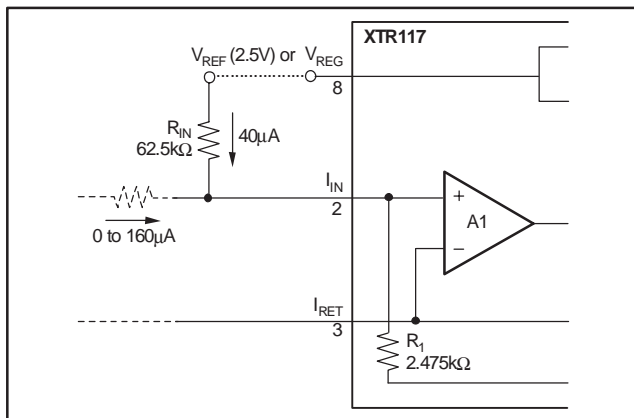 XTR117
VREF (2.5V) or VREG
8
RIN
62.5kΩ
40μA
IIN
2
0 to 160μA
+
A1
–
IRET
3
R1
2.475kΩ